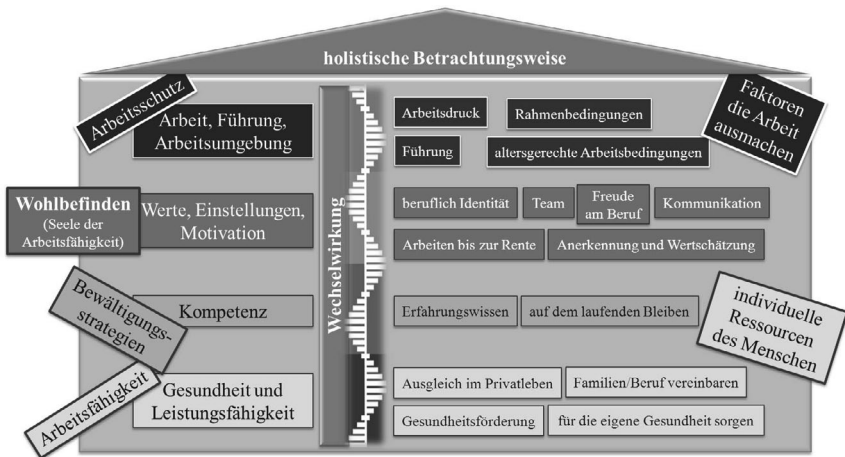 holistische Betrachtungsweise
Arbeitsschutz
Arbeit, Führung,
Arbeitsumgebung
Arbeitsdruck
Rahmenbedingungen
Führung
altersgerechte Arbeitsbedingungen
Faktoren
die Arbeit
ausmachen
Wohlbefinden
(Seele der
Arbeitsfähigkeit)
Werte, Einstellungen,
Motivation
Wechselwirkung
beruflich Identität
Team
Freude
am Beruf
Kommunikation
Arbeiten bis zur Rente
Anerkennung und Wertschätzung
Bewältigungs-
strategien
Kompetenz
Erfahrungswissen
auf dem laufenden Bleiben
individuelle
Ressourcen
des Menschen
Arbeitsfähigkeit
Gesundheit und
Leistungsfähigkeit
Ausgleich im Privatleben
Familien/Beruf vereinbaren
Gesundheitsförderung
für die eigene Gesundheit sorgen